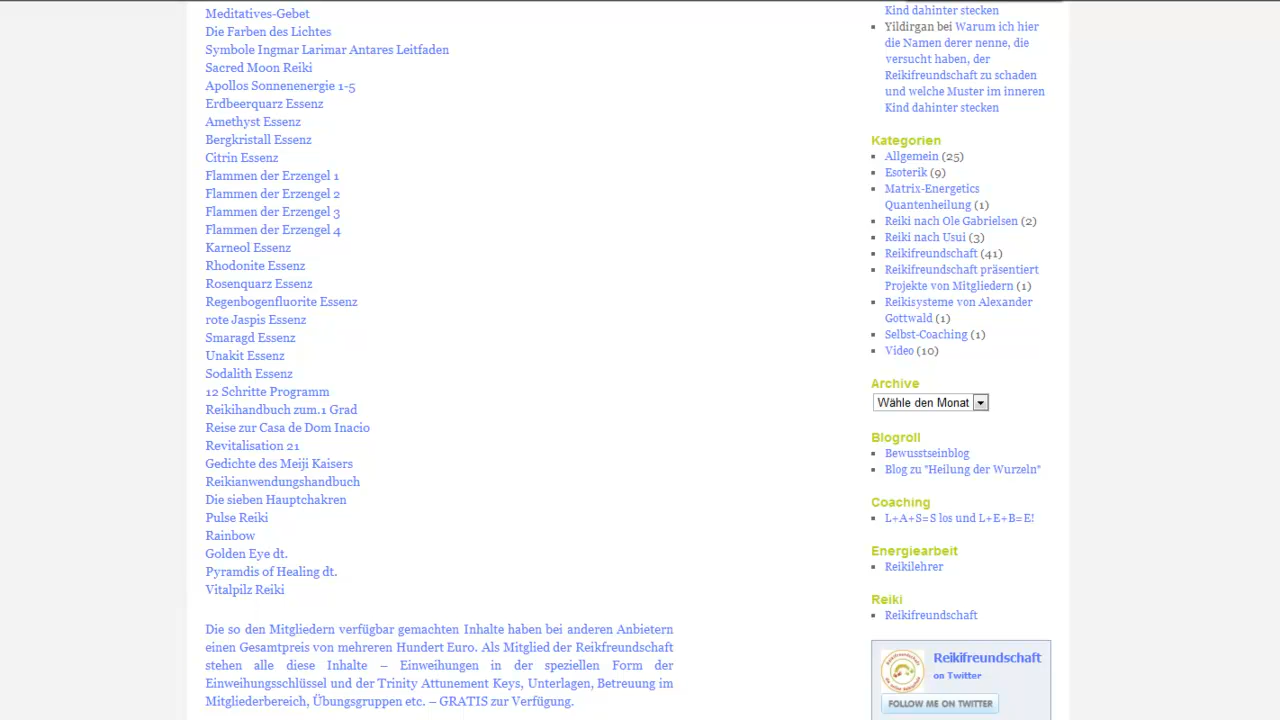 Meditatives-Gebet
Die Farben des Lichtes
Symbole Ingmar Larimar Antares Leitfaden
Sacred Moon Reiki
Apollos Sonnenenergie 1-5
Erdbeerquarz Essenz
Amethyst Essenz
Bergkristall Essenz
Citrin Essenz
Flammen der Erzengel 1
Flammen der Erzengel 2
Flammen der Erzengel 3
Flammen der Erzengel 4
Karneol Essenz
Rhodonite Essenz
Rosenquarz Essenz
Regenbogenfluorite Essenz
rote Jaspis Essenz
Smaragd Essenz
Unakit Essenz
Sodalith Essenz
12 Schritte Programm
Reikihandbuch zum.1 Grad
Reise zur Casa de Dom Inacio
Revitalisation 21
Gedichte des Meiji Kaisers
Reikianwendungshandbuch
Die sieben Hauptchakren
Pulse Reiki
Rainbow
Golden Eye dt.
Pyramdis of Healing dt.
Vitalpilz Reiki
Die so den Mitgliedern verfügbar gemachten Inhalte haben bei anderen Anbietern
einen Gesamtpreis von mehreren Hundert Euro. Als Mitglied der Reikfreundschaft
stehen alle diese Inhalte – Einweihungen in der speziellen Form der
Einweihungsschlüssel und der Trinity Attunement Keys, Unterlagen, Betreuung im
Mitgliederbereich, Übungsgruppen etc. – GRATIS zur Verfügung.
Kind dahinter stecken
Yildirgan bei Warum ich hier
die Namen derer nenne, die
versucht haben, der
Reikifreundschaft zu schaden
und welche Muster im inneren
Kind dahinter stecken
Kategorien
Allgemein (25)
Esoterik (9)
Matrix-Energetics
Quantenheilung (1)
Reiki nach Ole Gabrielsen (2)
Reiki nach Usui (3)
Reikifreundschaft (41)
Reikifreundschaft präsentiert
Projekte von Mitgliedern (1)
Reikisysteme von Alexander
Gottwald (1)
Selbst-Coaching (1)
Video (10)
Archive
Wähle den Monat
Blogroll
Bewusstseinblog
Blog zu "Heilung der Wurzeln"
Coaching
L+A+S=S los und L+E+B=E!
Energiearbeit
Reikilehrer
Reiki
Reikifreundschaft
Reikifreundschaft
on Twitter
FOLLOW ME ON TWITTER